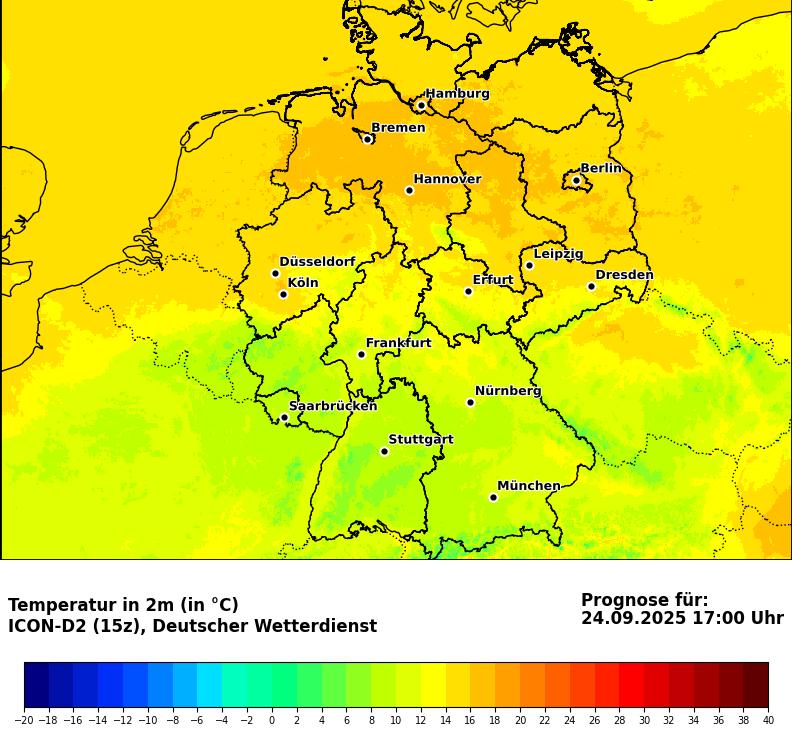 Hamburg
Bremen
Berlin
Hannover
Leipzig
Düsseldorf
Dresden
Köln
Erfurt
Frankfurt
Nürnberg
Saarbrücken
Stuttgart
München
Temperatur in 2m (in °C)
ICON-D2 (15z), Deutscher Wetterdienst
Prognose für:
24.09.2025 17:00 Uhr
−20 −18 −16 −14 −12 −10 −8 −6 −4 −2 0 2 4 6 8 10 12 14 16 18 20 22 24 26 28 30 32 34 36 38 40